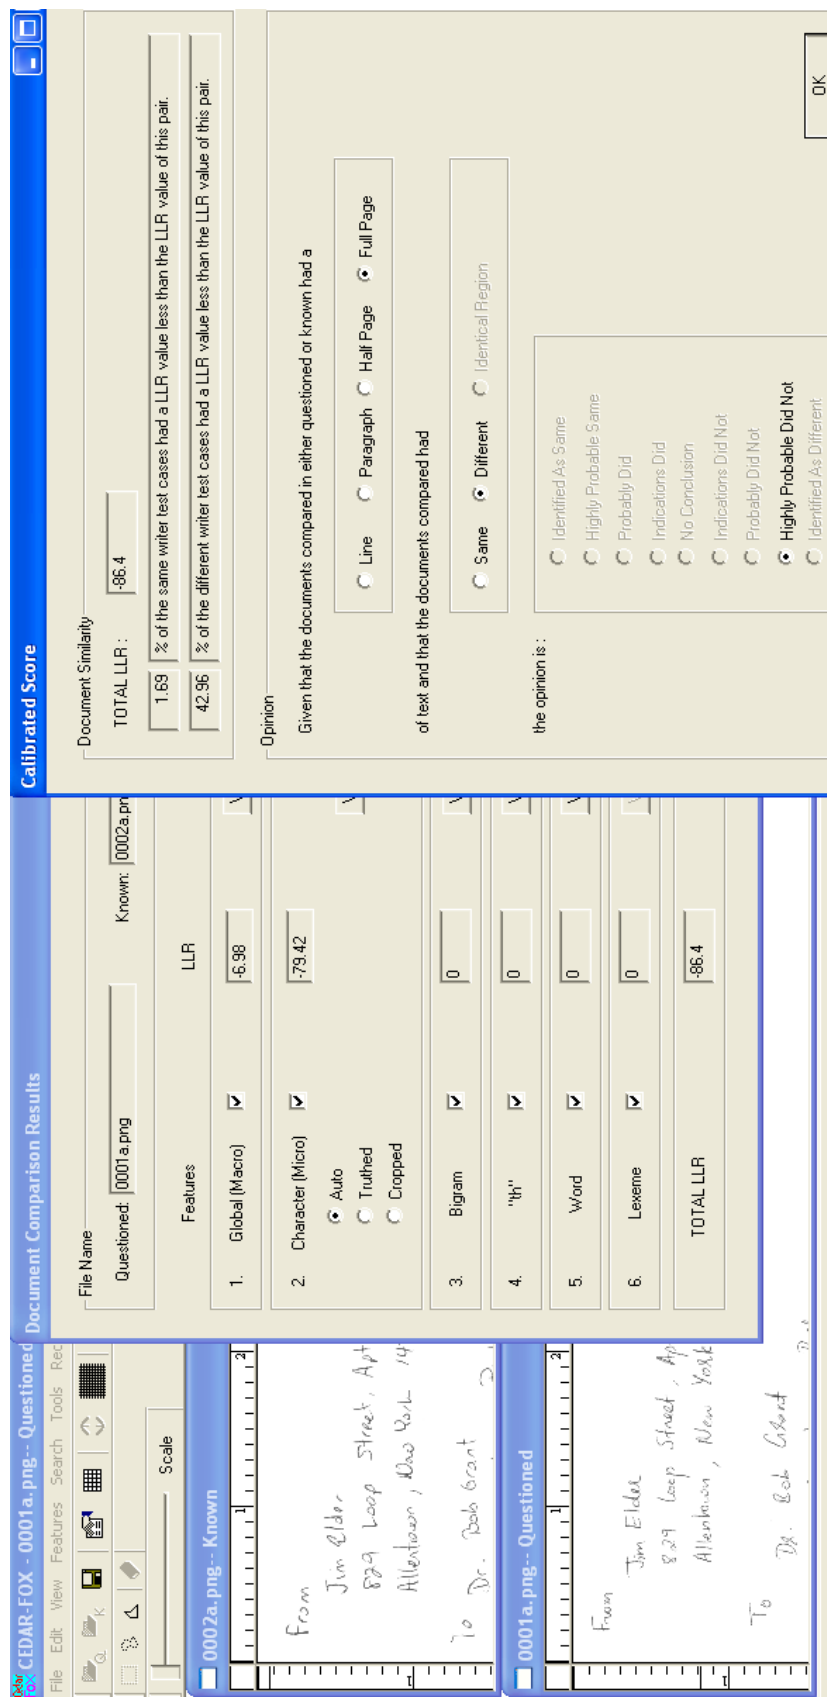 CEDAR-FOX - 0001a.png-- Questioned
File Edit View Features Search Tools Rec
Q K
Scale
0002a.png-- Known
1 2
1
From
Jim Elder
829 Loop Street, Apt
Allentown, New York 14
To
Dr. Bob Grant
0001a.png-- Questioned
1 2
1
From
Jim Elder
829 Loop Street, Ap
Allentown, New York
To
Dr. Bob Grant
Document Comparison Results
File Name
Questioned: 0001a.png Known: 0002a.pn
Features LLR
1. Global (Macro) -6.98
2. Character (Micro) -79.42
Auto
Truthed
Cropped
3. Bigram 0
4. "th" 0
5. Word 0
6. Lexeme 0
TOTAL LLR -86.4
Calibrated Score
Document Similarity
TOTAL LLR : -86.4
1.69 % of the same writer test cases had a LLR value less than the LLR value of this pair.
42.96 % of the different writer test cases had a LLR value less than the LLR value of this pair.
Opinion
Given that the documents compared in either questioned or known had a
Line Paragraph Half Page Full Page
of text and that the documents compared had
Same Different Identical Region
the opinion is :
Identified As Same
Highly Probable Same
Probably Did
Indications Did
No Conclusion
Indications Did Not
Probably Did Not
Highly Probable Did Not
Identified As Different
OK